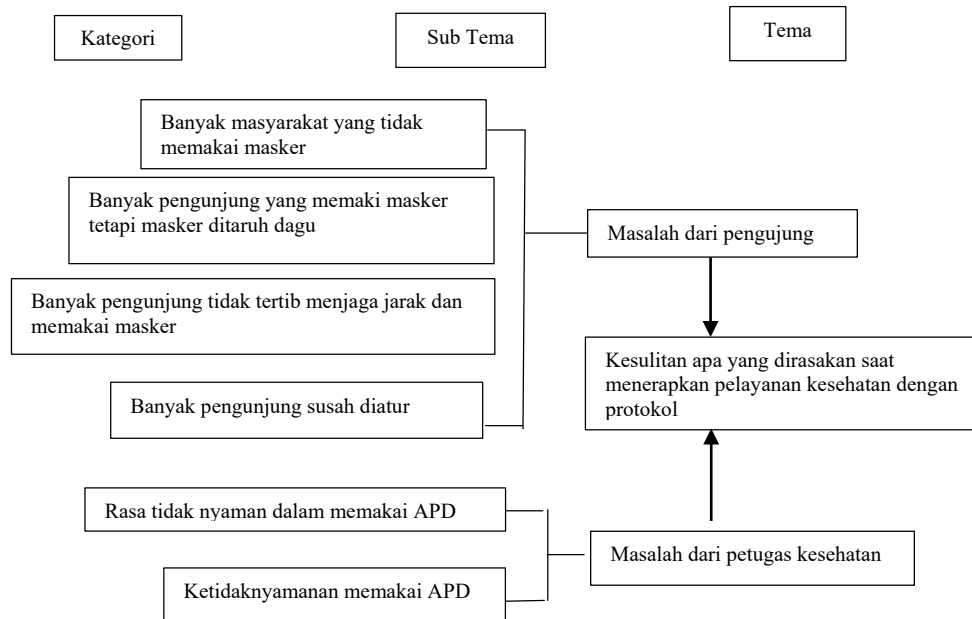 Kategori
Sub Tema
Tema
Banyak masyarakat yang tidak
memakai masker
Banyak pengunjung yang memaki masker
tetapi masker ditaruh dagu
Masalah dari pengujung
Banyak pengunjung tidak tertib menjaga jarak dan
memakai masker
Kesulitan apa yang dirasakan saat
menerapkan pelayanan kesehatan dengan
protokol
Banyak pengunjung susah diatur
Rasa tidak nyaman dalam memakai APD
Masalah dari petugas kesehatan
Ketidaknyamanan memakai APD